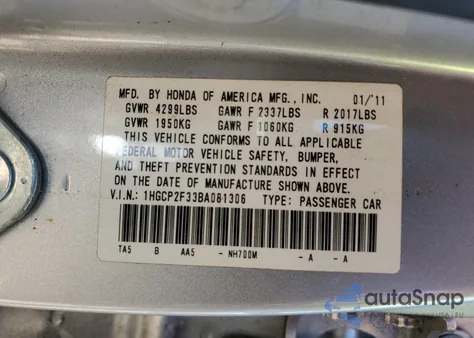 MFD. BY HONDA OF AMERICA MFG., INC. 01/'11
GVWR 4299LBS GAWR F 2337LBS R 2017LBS
GVWR 1950KG GAWR F 1060KG R 915KG
THIS VEHICLE CONFORMS TO ALL APPLICABLE
FEDERAL MOTOR VEHICLE SAFETY, BUMPER,
AND THEFT PREVENTION STANDARDS IN EFFECT
ON THE DATE OF MANUFACTURE SHOWN ABOVE.
V.I.N.: 1HGCP2F33BA081306 TYPE: PASSENGER CAR
TA5 B AA5 - NH700M - A - A
autoSnap